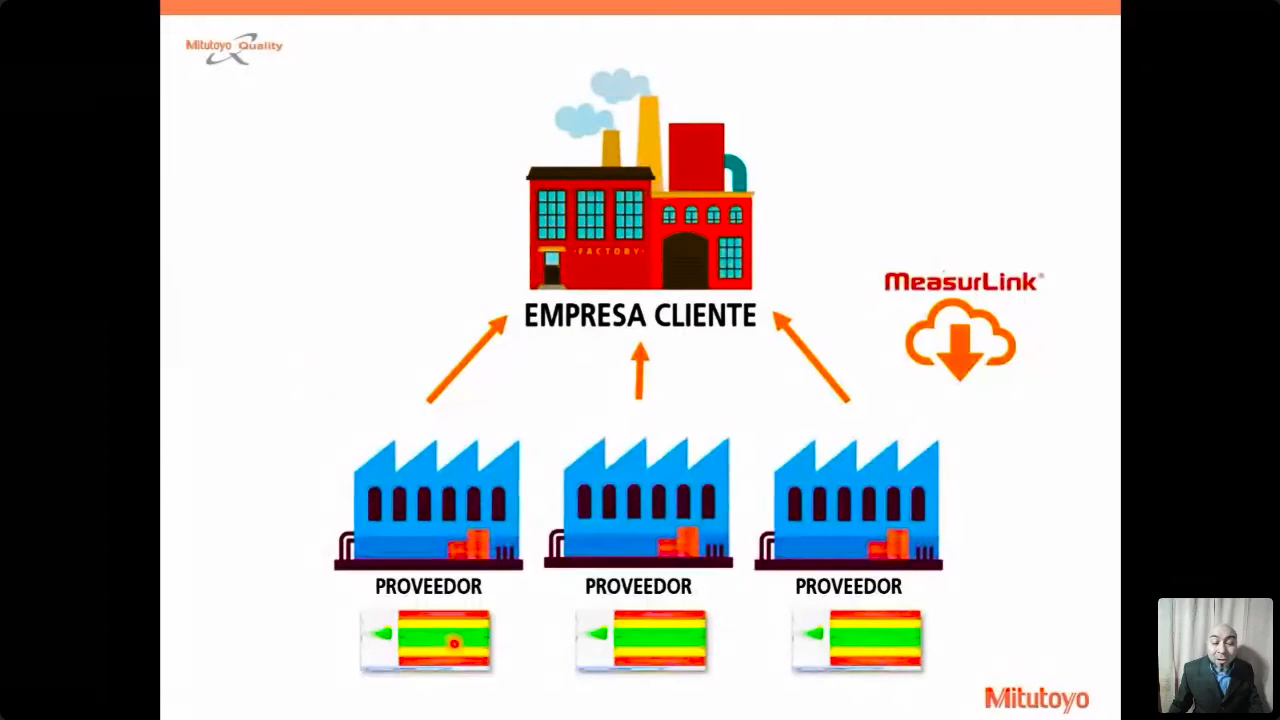 Mitutoyo Quality
·FACTORY·
EMPRESA CLIENTE
MeasurLink®
PROVEEDOR PROVEEDOR PROVEEDOR
Mitutoyo